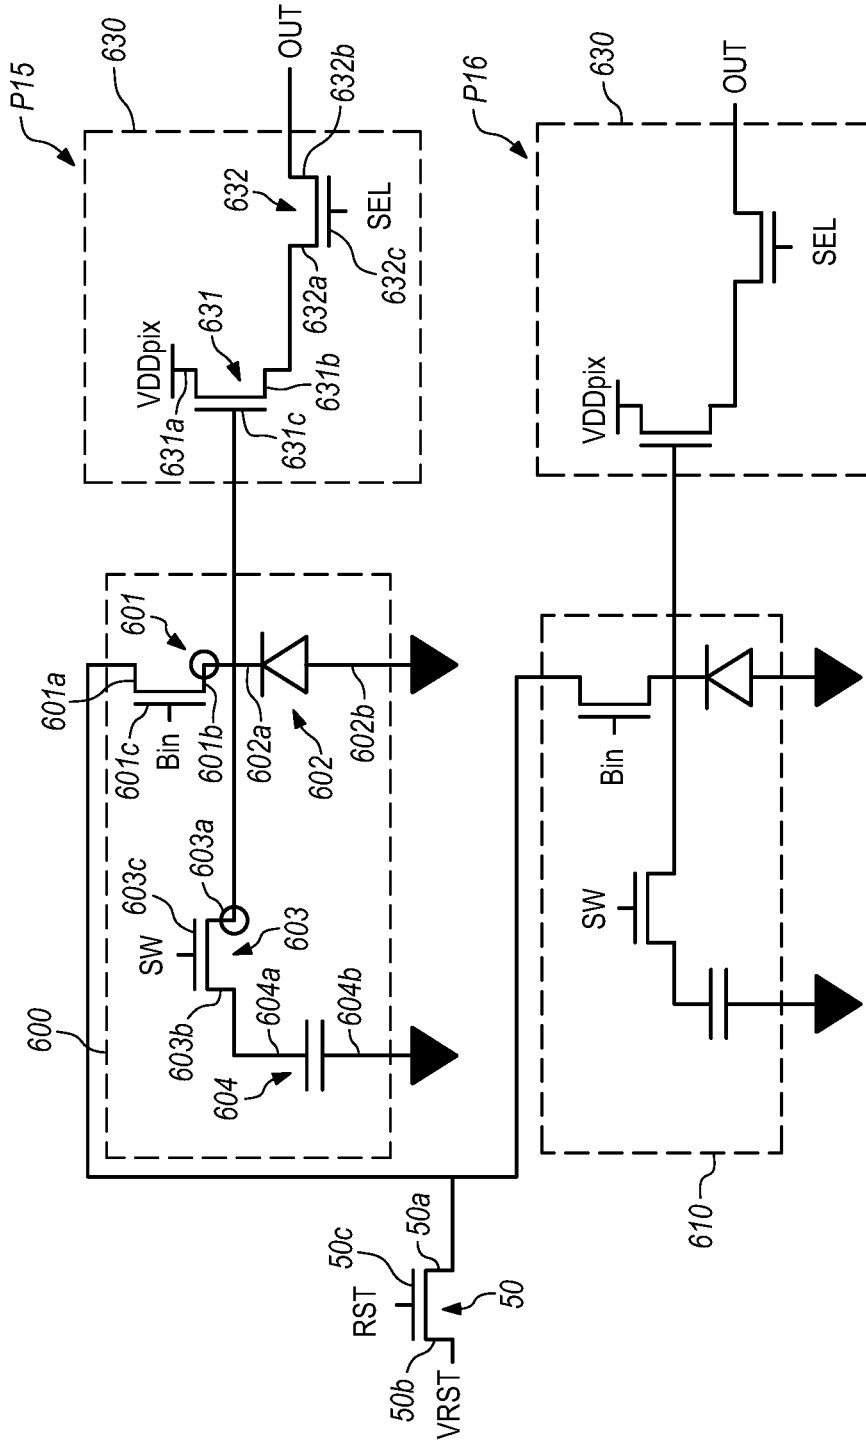 P15
630
OUT
632b
632
SEL
632a
632c
631
VDDpix
631a
631b
631c
601
601a
601c
Bin
601b
602a
602
602b
603a
603c
SW
603
603b
600
604a
604b
604
P16
630
OUT
SEL
VDDpix
Bin
SW
610
50a
50c
RST
50
50b
VRST